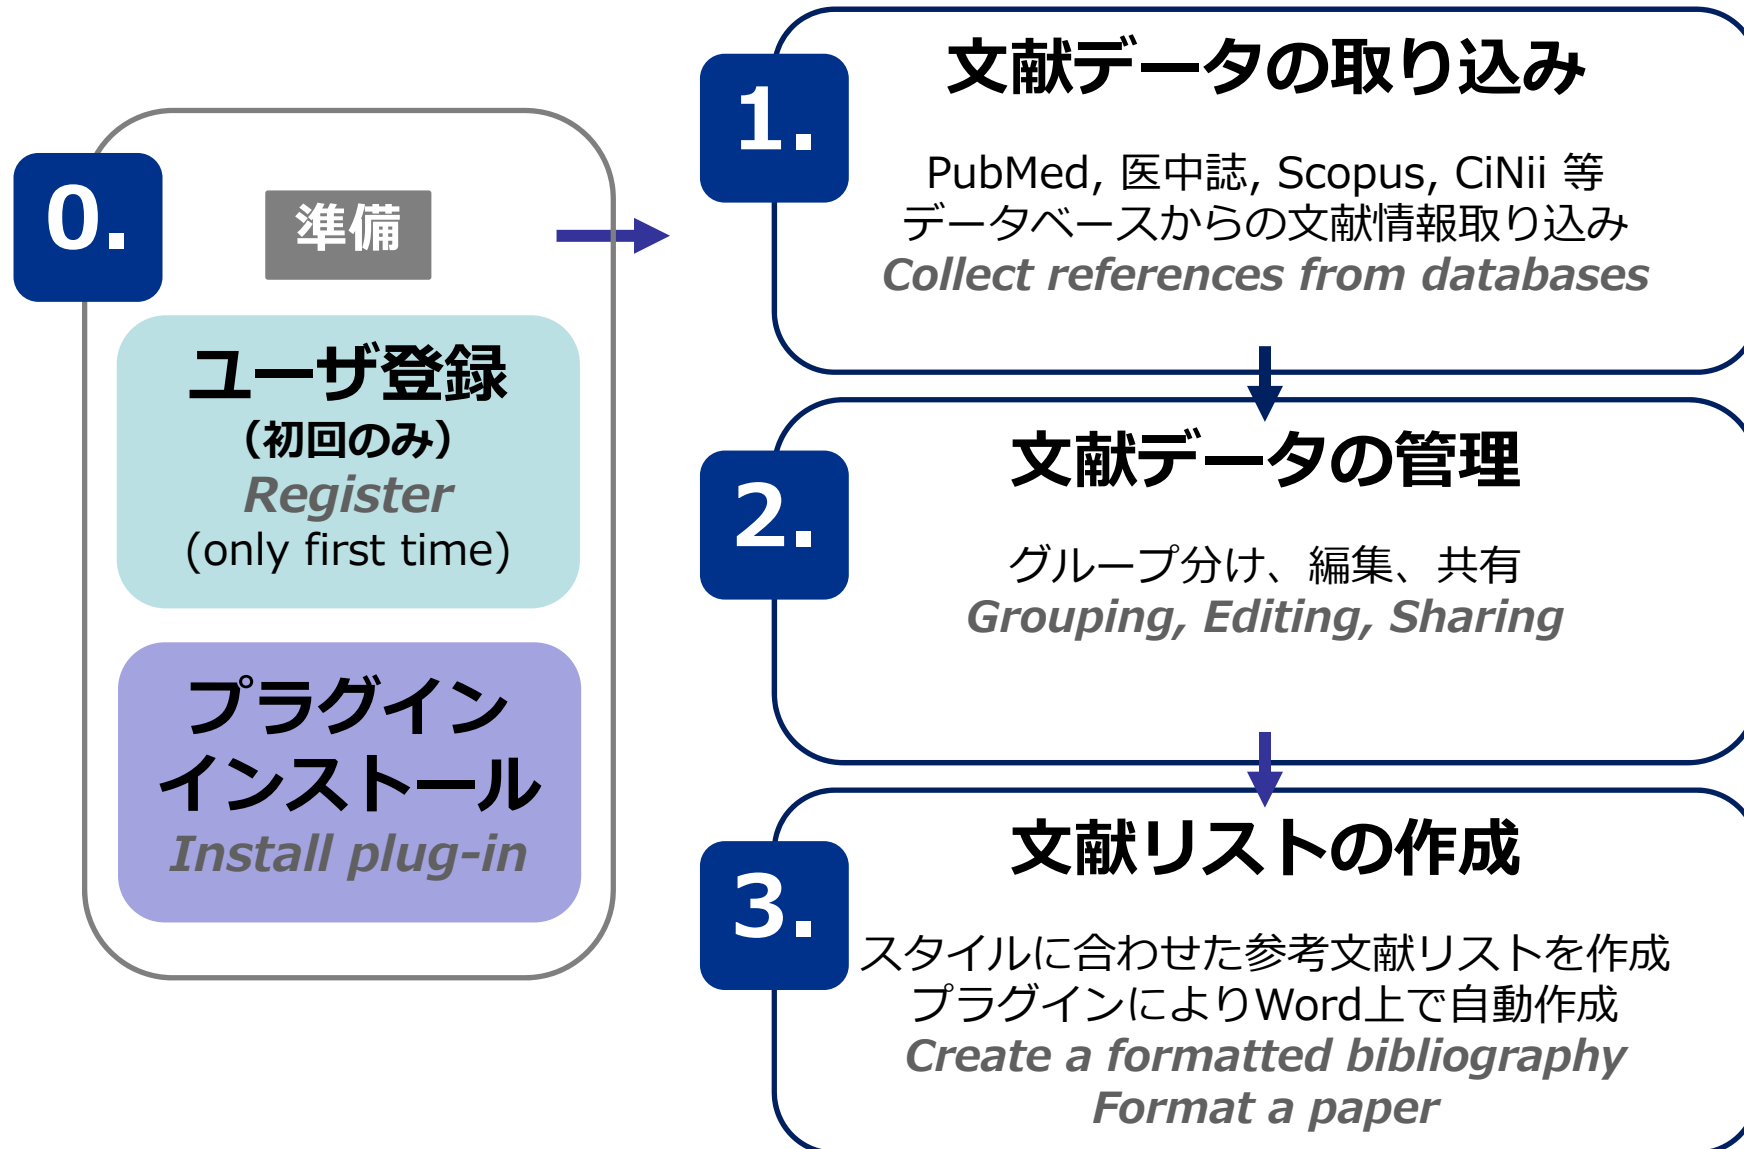 0.
準備
ユーザ登録
（初回のみ）
Register
(only first time)
プラグイン
インストール
Install plug-in
1.
文献データの取り込み
PubMed, 医中誌, Scopus, CiNii 等
データベースからの文献情報取り込み
Collect references from databases
2.
文献データの管理
グループ分け、編集、共有
Grouping, Editing, Sharing
3.
文献リストの作成
スタイルに合わせた参考文献リストを作成
プラグインによりWord上で自動作成
Create a formatted bibliography
Format a paper